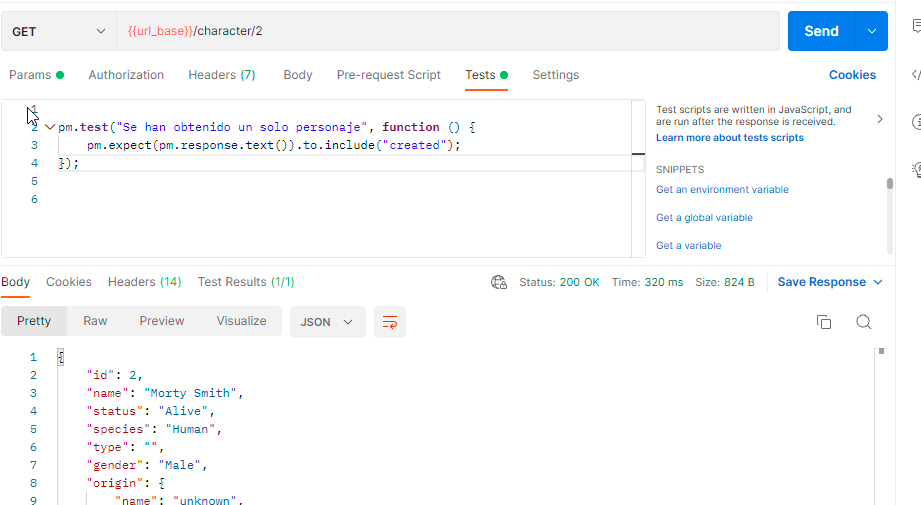 GET {{url_base}}/character/2 Send
Params Authorization Headers (7) Body Pre-request Script Tests Settings Cookies
1
2 pm.test("Se han obtenido un solo personaje", function () {
3 pm.expect(pm.response.text()).to.include("created");
4 });
5
6
Test scripts are written in JavaScript, and
are run after the response is received.
Learn more about tests scripts
SNIPPETS
Get an environment variable
Get a global variable
Get a variable
Body Cookies Headers (14) Test Results (1/1) Status: 200 OK Time: 320 ms Size: 824 B Save Response
Pretty Raw Preview Visualize JSON
1 {
2 "id": 2,
3 "name": "Morty Smith",
4 "status": "Alive",
5 "species": "Human",
6 "type": "",
7 "gender": "Male",
8 "origin": {
9 "name": "unknown",